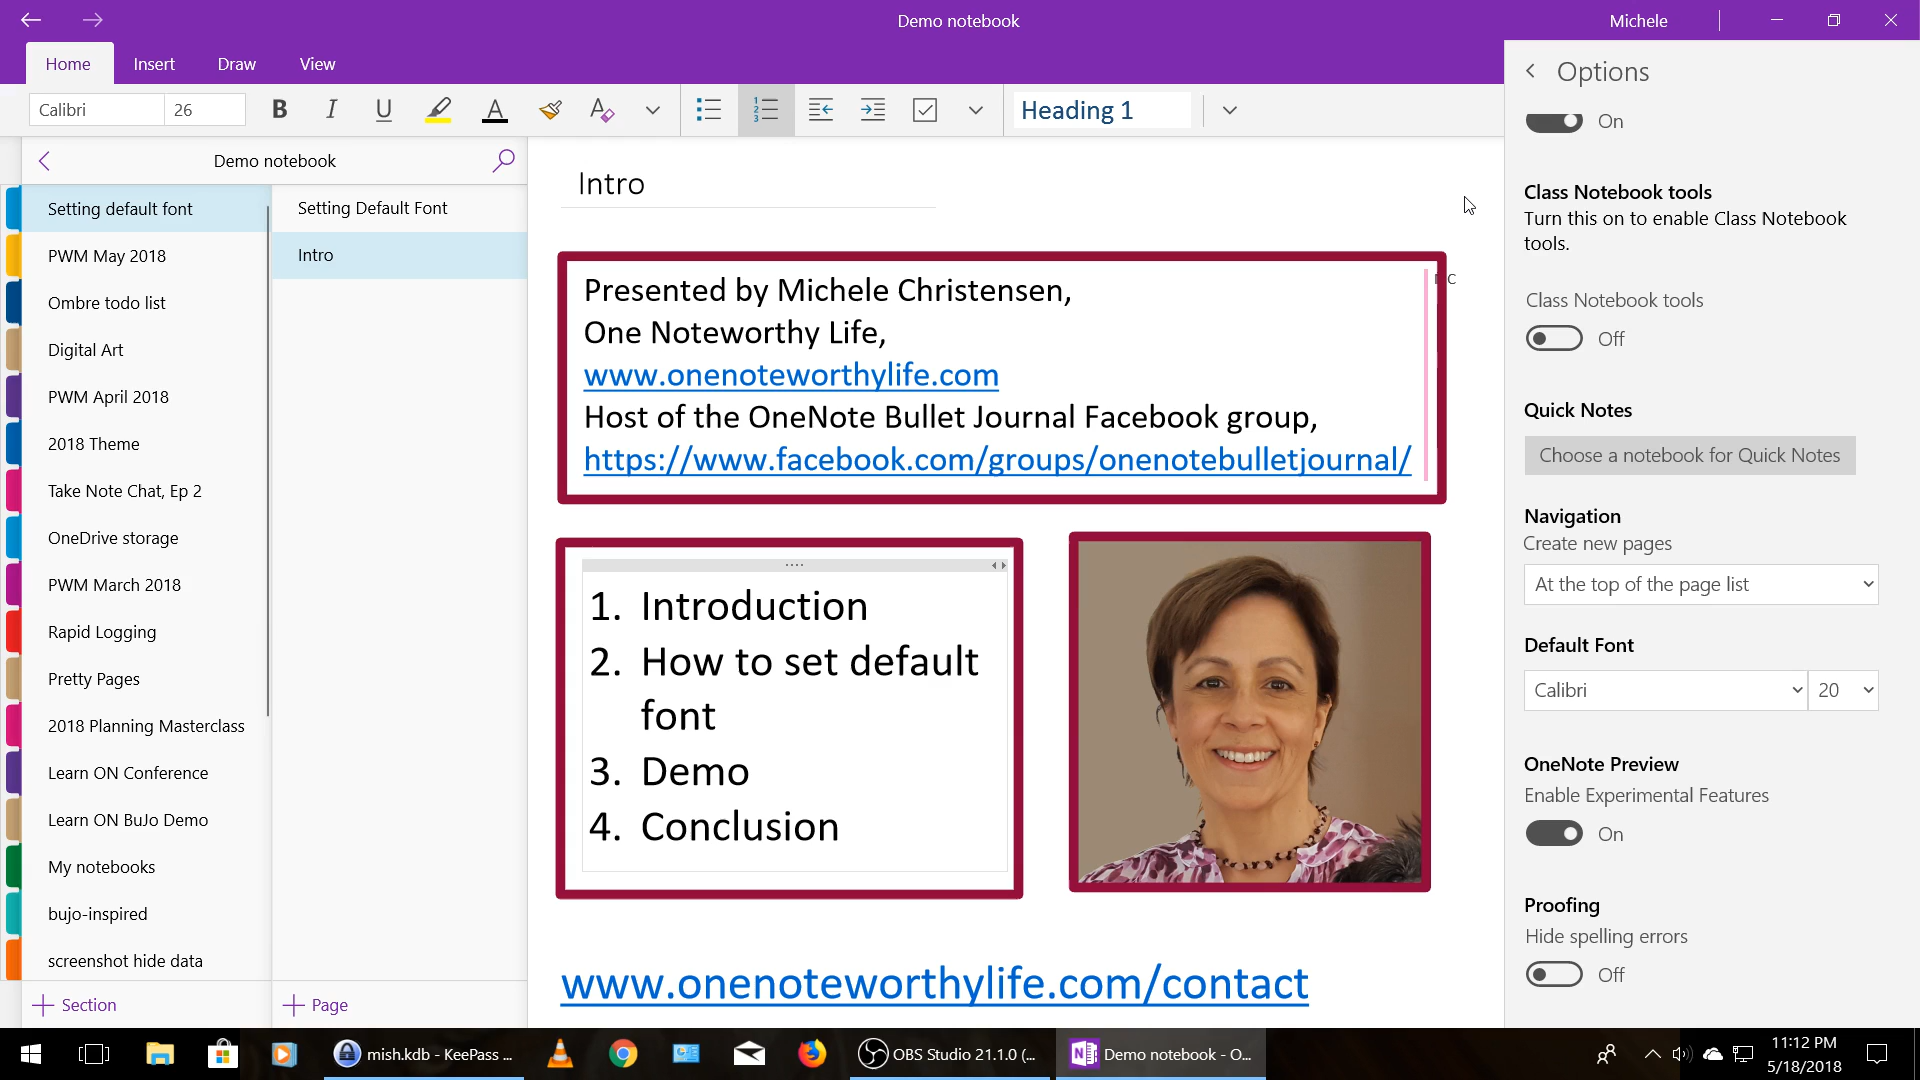 Demo notebook
Michele
Home Insert Draw View
Calibri 26 B I U A A Heading 1
Demo notebook
Setting default font
PWM May 2018
Ombre todo list
Digital Art
PWM April 2018
2018 Theme
Take Note Chat, Ep 2
OneDrive storage
PWM March 2018
Rapid Logging
Pretty Pages
2018 Planning Masterclass
Learn ON Conference
Learn ON BuJo Demo
My notebooks
bujo-inspired
screenshot hide data
Section
Setting Default Font
Intro
Page
Intro
Presented by Michele Christensen,
One Noteworthy Life,
www.onenoteworthylife.com
Host of the OneNote Bullet Journal Facebook group,
https://www.facebook.com/groups/onenotebulletjournal/
1. Introduction
2. How to set default
font
3. Demo
4. Conclusion
www.onenoteworthylife.com/contact
Options
On
Class Notebook tools
Turn this on to enable Class Notebook
tools.
Class Notebook tools
Off
Quick Notes
Choose a notebook for Quick Notes
Navigation
Create new pages
At the top of the page list
Default Font
Calibri 20
OneNote Preview
Enable Experimental Features
On
Proofing
Hide spelling errors
Off
mish.kdb - KeePass ...
OBS Studio 21.1.0 (...
Demo notebook - O...
11:12 PM
5/18/2018